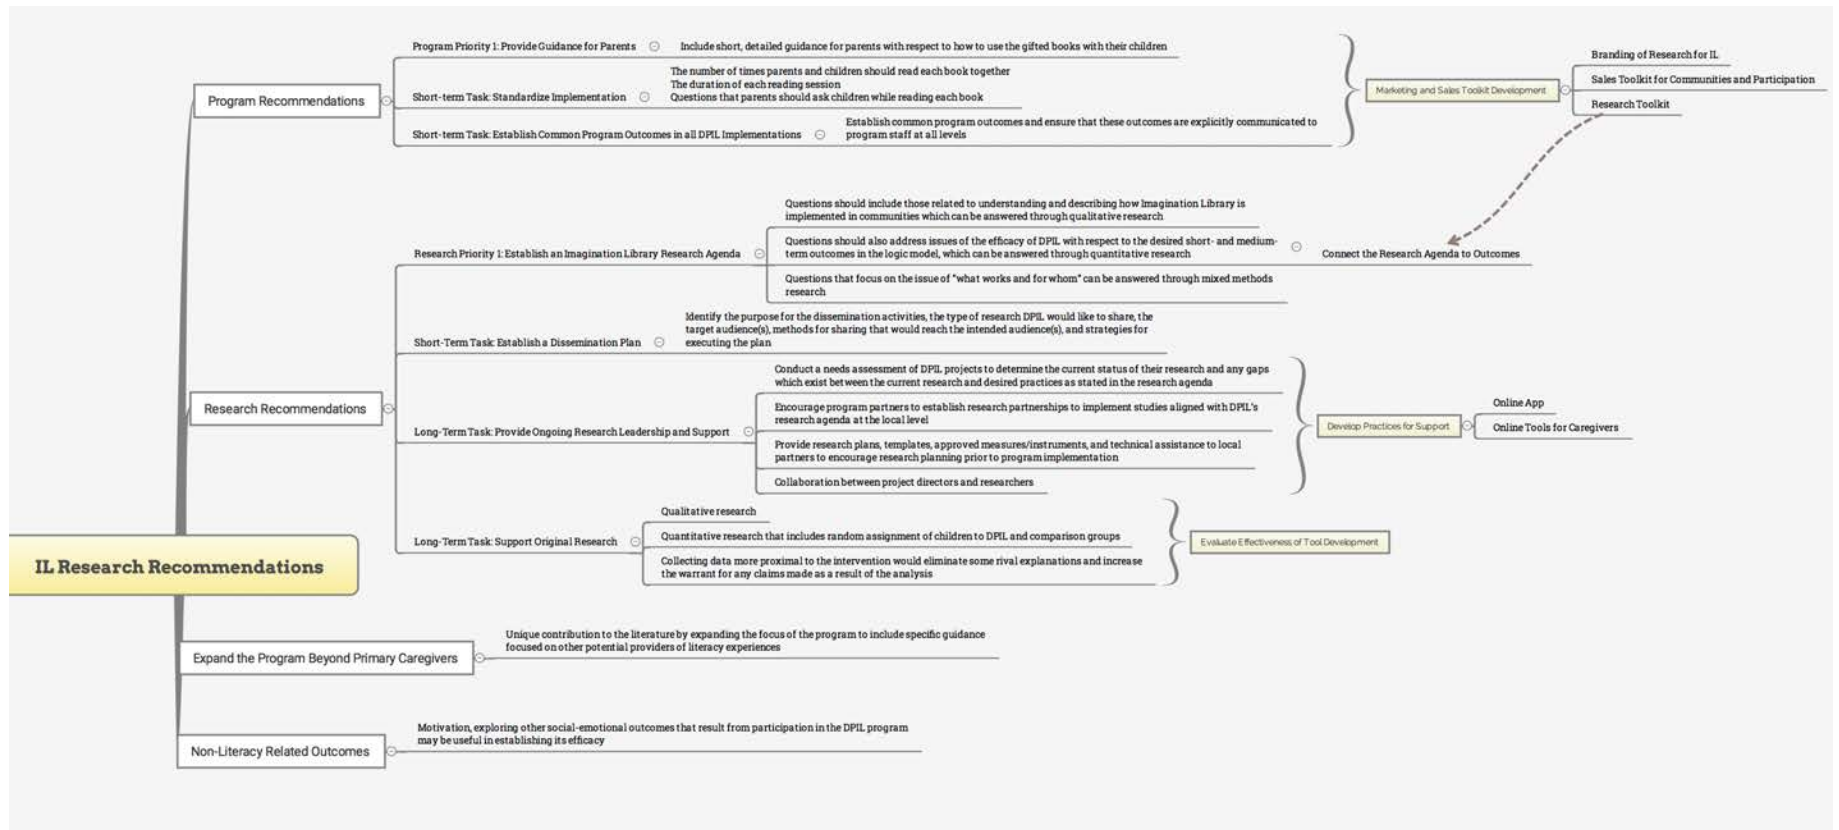 Program Priority 1: Provide Guidance for Parents
Include short, detailed guidance for parents with respect to how to use the gifted books with their children
Program Recommendations
Short-term Task: Standardize Implementation
The number of times parents and children should read each book together
The duration of each reading session
Questions that parents should ask children while reading each book
Short-term Task: Establish Common Program Outcomes in all DPIL Implementations
Establish common program outcomes and ensure that these outcomes are explicitly communicated to
program staff at all levels
Marketing and Sales Toolkit Development
Branding of Research for IL
Sales Toolkit for Communities and Participation
Research Toolkit
Research Recommendations
Research Priority 1: Establish an Imagination Library Research Agenda
Questions should include those related to understanding and describing how Imagination Library is
implemented in communities which can be answered through qualitative research
Questions should also address issues of the efficacy of DPIL with respect to the desired short- and medium-
term outcomes in the logic model, which can be answered through quantitative research
Connect the Research Agenda to Outcomes
Questions that focus on the issue of "what works and for whom" can be answered through mixed methods
research
Short-Term Task: Establish a Dissemination Plan
Identify the purpose for the dissemination activities, the type of research DPIL would like to share, the
target audience(s), methods for sharing that would reach the intended audience(s), and strategies for
executing the plan
Long-Term Task: Provide Ongoing Research Leadership and Support
Conduct a needs assessment of DPIL projects to determine the current status of their research and any gaps
which exist between the current research and desired practices as stated in the research agenda
Encourage program partners to establish research partnerships to implement studies aligned with DPIL's
research agenda at the local level
Provide research plans, templates, approved measures/instruments, and technical assistance to local
partners to encourage research planning prior to program implementation
Collaboration between project directors and researchers
Develop Practices for Support
Online App
Online Tools for Caregivers
Long-Term Task: Support Original Research
Qualitative research
Quantitative research that includes random assignment of children to DPIL and comparison groups
Collecting data more proximal to the intervention would eliminate some rival explanations and increase
the warrant for any claims made as a result of the analysis
Evaluate Effectiveness of Tool Development
IL Research Recommendations
Expand the Program Beyond Primary Caregivers
Unique contribution to the literature by expanding the focus of the program to include specific guidance
focused on other potential providers of literacy experiences
Non-Literacy Related Outcomes
Motivation, exploring other social-emotional outcomes that result from participation in the DPIL program
may be useful in establishing its efficacy